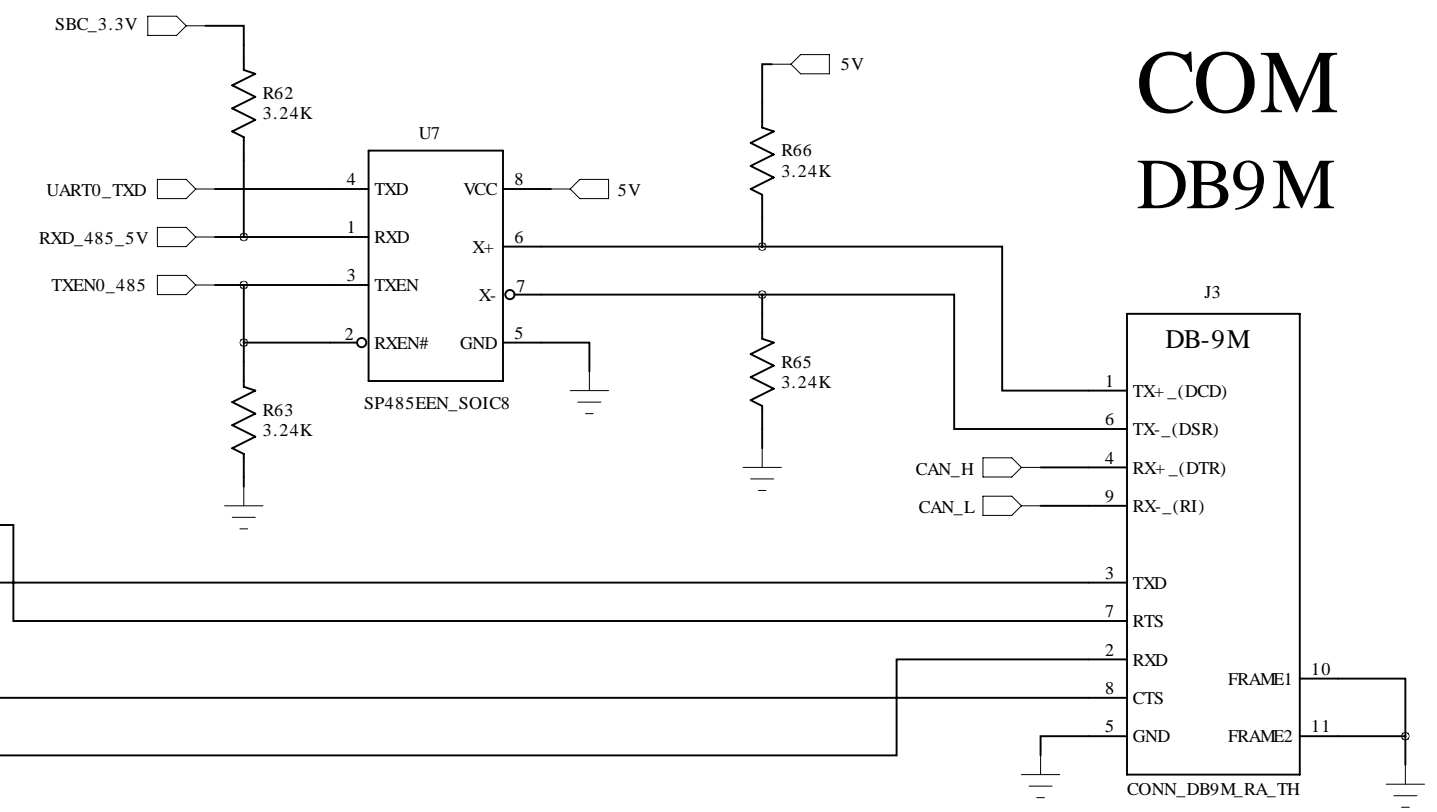 SBC_3.3V
R62
3.24K
5V
COM
DB9M
R66
3.24K
U7
UART0_TXD
4
TXD
VCC
8
5V
RXD_485_5V
1
RXD
X+
6
TXEN0_485
3
TXEN
X-
7
2
RXEN#
GND
5
SP485EEN_SOIC8
R63
3.24K
R65
3.24K
J3
DB-9M
1
TX+_(DCD)
6
TX-_(DSR)
CAN_H
4
RX+_(DTR)
CAN_L
9
RX-_(RI)
3
TXD
7
RTS
2
RXD
8
CTS
5
GND
FRAME1
10
FRAME2
11
CONN_DB9M_RA_TH